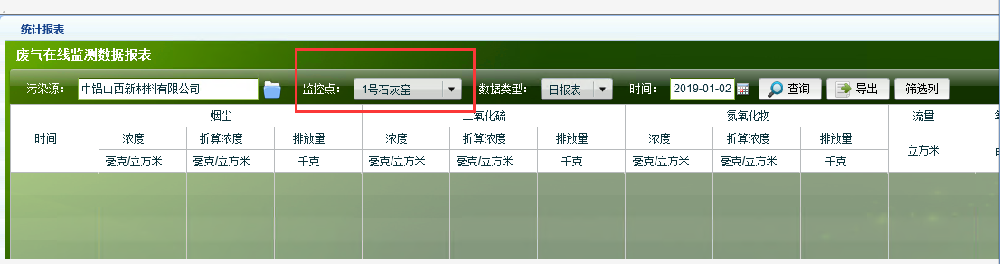 统计报表
废气在线监测数据报表
污染源： 中铝山西新材料有限公司 监控点： 1号石灰窑 数据类型： 日报表 时间： 2019-01-02 查询 导出 筛选列
时间 烟尘 二氧化硫 氮氧化物 流量
浓度 折算浓度 排放量 浓度 折算浓度 排放量 浓度 折算浓度 排放量 立方米
毫克/立方米 毫克/立方米 千克 毫克/立方米 毫克/立方米 千克 毫克/立方米 毫克/立方米 千克